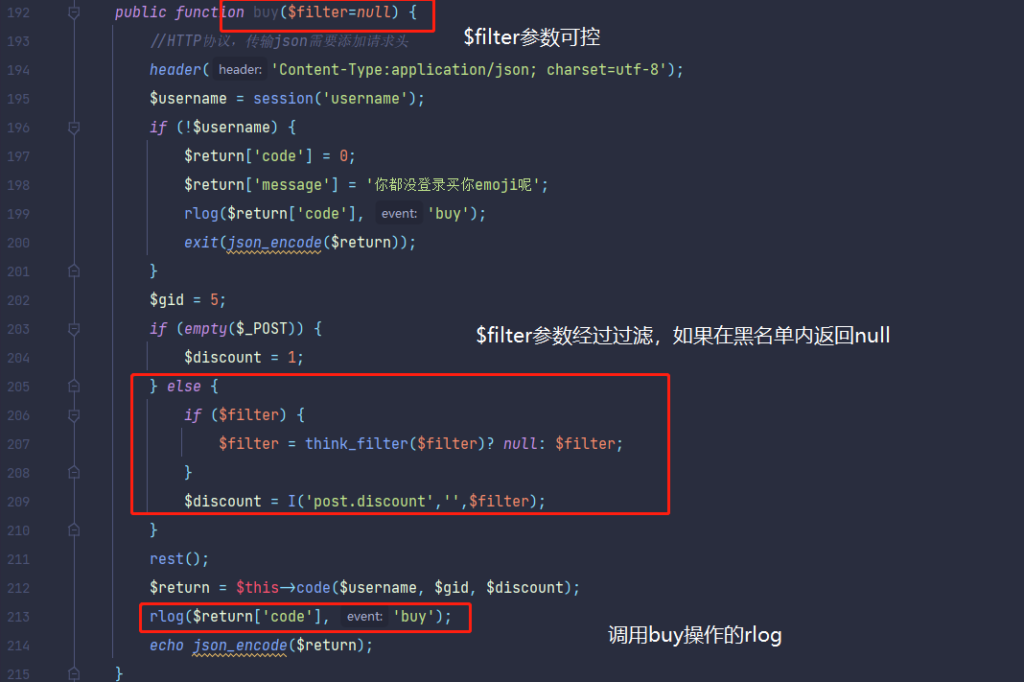 192 public function buy($filter=null) {
193 //HTTP协议，传输json需要添加请求头 $filter参数可控
194 header( header: 'Content-Type:application/json; charset=utf-8');
195 $username = session('username');
196 if (!$username) {
197 $return['code'] = 0;
198 $return['message'] = '你都没登录买你emoji呢';
199 rlog($return['code'], event: 'buy');
200 exit(json_encode($return));
201 }
202 $gid = 5;
203 if (empty($_POST)) { $filter参数经过过滤，如果在黑名单内返回null
204 $discount = 1;
205 } else {
206 if ($filter) {
207 $filter = think_filter($filter)? null: $filter;
208 }
209 $discount = I('post.discount','',$filter);
210 }
211 rest();
212 $return = $this→code($username, $gid, $discount);
213 rlog($return['code'], event: 'buy');
214 echo json_encode($return); 调用buy操作的rlog
215 }